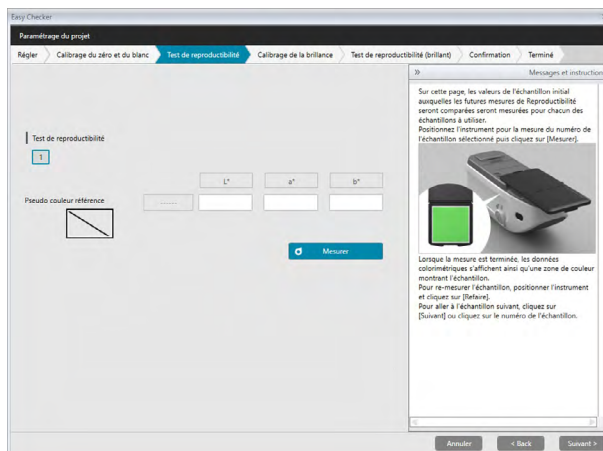 Easy Checker
Paramétrage du projet
Régler
Calibrage du zéro et du blanc
Test de reproductibilité
Calibrage de la brillance
Test de reproductibilité (brillant)
Confirmation
Terminé
Messages et instruction
Test de reproductibilité
1
L*
a*
b*
Pseudo couleur référence
------
Mesurer
Sur cette page, les valeurs de l'échantillon initial
auxquelles les futures mesures de Reproductibilité
seront comparées seront mesurées pour chacun des
échantillons à utiliser.
Positionnez l'instrument pour la mesure du numéro de
l'échantillon sélectionné puis cliquez sur [Mesurer].
Lorsque la mesure est terminée, les données
colorimétriques s'affichent ainsi qu'une zone de couleur
montrant l'échantillon.
Pour re-mesurer l'échantillon, positionner l'instrument
et cliquez sur [Refaire].
Pour aller à l'échantillon suivant, cliquez sur
[Suivant] ou cliquez sur le numéro de l'échantillon.
Annuler
< Back
Suivant >